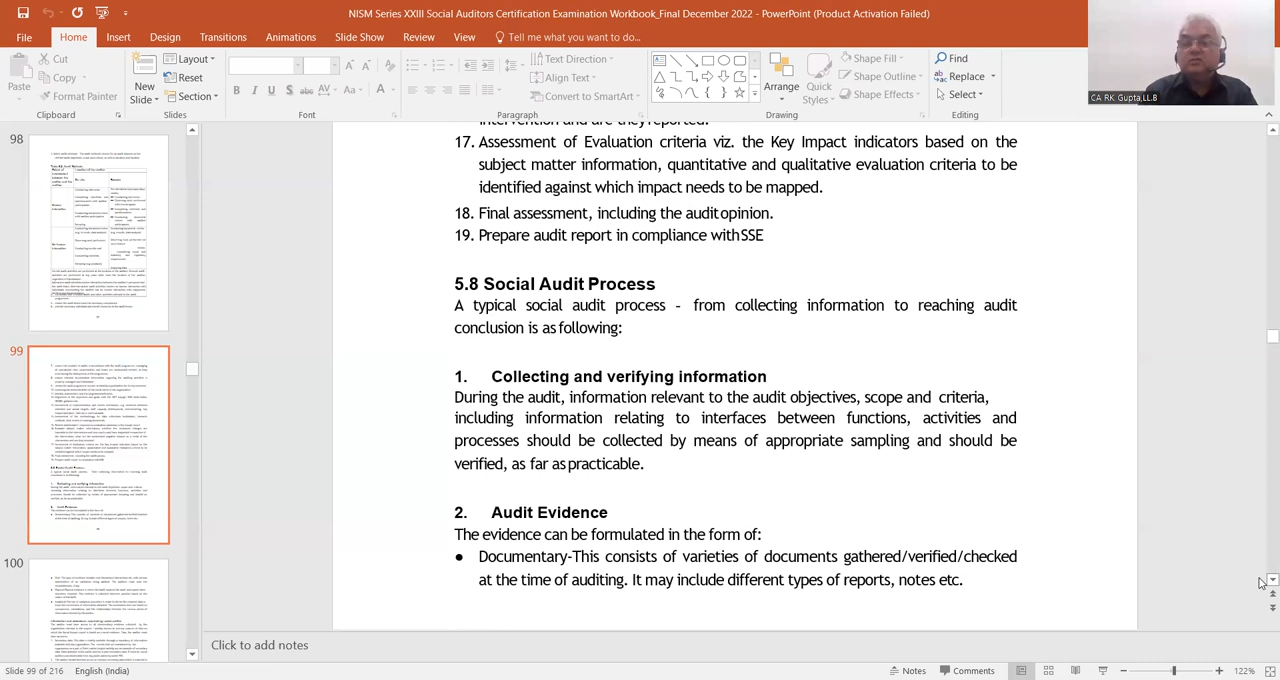 NISM Series XXIII Social Auditors Certification Examination Workbook_Final December 2022 - PowerPoint (Product Activation Failed)
File Home Insert Design Transitions Animations Slide Show Review View Tell me what you want to do...
Paste
Cut
Copy
Format Painter
Clipboard
New Slide
Layout
Reset
Section
Slides
Font
Text Direction
Align Text
Convert to SmartArt
Paragraph
Arrange
Quick Styles
Shape Fill
Shape Outline
Shape Effects
Drawing
Find
Replace
Select
Editing
CA RK Gupta,LL.B
98
99
100
intervention and are they reported.
17. Assessment of Evaluation criteria viz. the Key Impact indicators based on the
subject matter information, quantitative and qualitative evaluation criteria to be
identified against which impact needs to be measured.
18. Finalise the report, including the audit opinion.
19. Prepare audit report in compliance with SSE
5.8 Social Audit Process
A typical social audit process – from collecting information to reaching audit
conclusion is as following:
1. Collecting and verifying information
During the audit, information relevant to the audit objectives, scope and criteria,
including information relating to interfaces between functions, activities and
processes should be collected by means of appropriate sampling and should be
verified, as far as practicable.
2. Audit Evidence
The evidence can be formulated in the form of:
● Documentary-This consists of varieties of documents gathered/verified/checked
at the time of auditing. It may include different types of reports, notes etc.
Click to add notes
Slide 99 of 216 English (India)
Notes Comments 122%